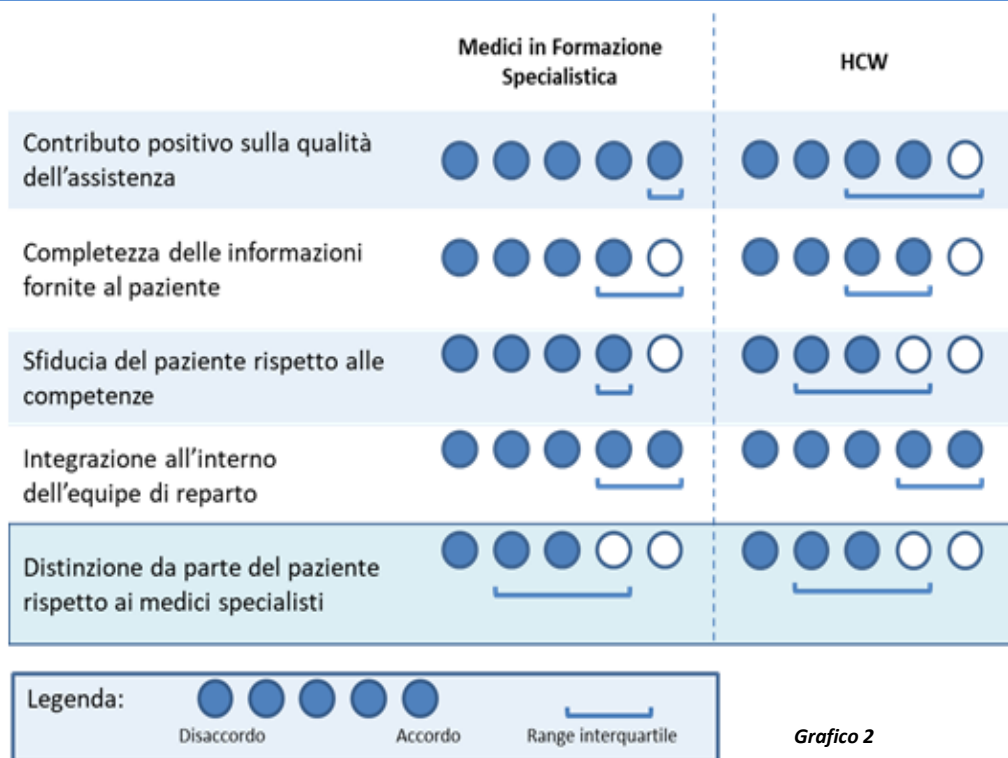 Medici in Formazione
Specialistica
HCW
Contributo positivo sulla qualità
dell'assistenza
Completezza delle informazioni
fornite al paziente
Sfiducia del paziente rispetto alle
competenze
Integrazione all'interno
dell'equipe di reparto
Distinzione da parte del paziente
rispetto ai medici specialisti
Legenda:
Disaccordo
Accordo
Range interquartile
Grafico 2